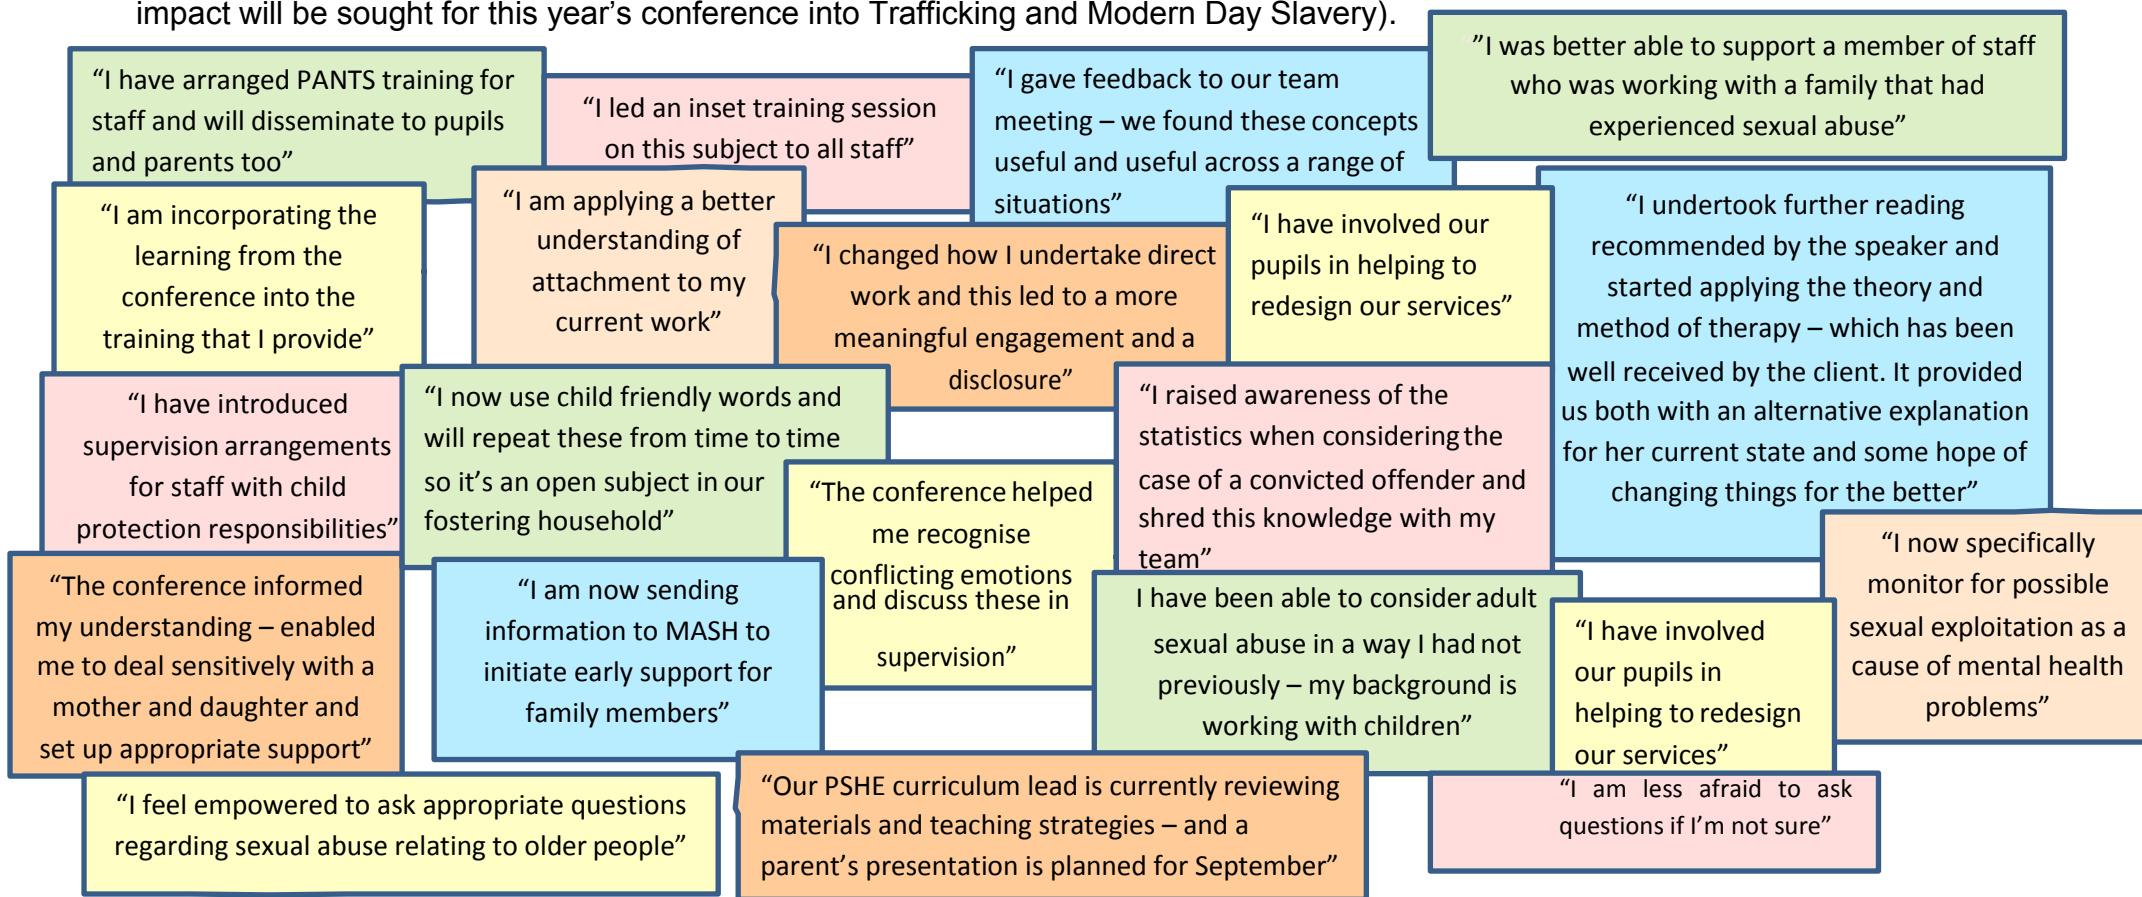 impact will be sought for this year’s conference into Trafficking and Modern Day Slavery).
“I have arranged PANTS training for
staff and will disseminate to pupils
and parents too”
“I led an inset training session
on this subject to all staff”
“I gave feedback to our team
meeting – we found these concepts
useful and useful across a range of
situations”
”I was better able to support a member of staff
who was working with a family that had
experienced sexual abuse”
“I am incorporating the
learning from the
conference into the
training that I provide”
“I am applying a better
understanding of
attachment to my
current work”
“I changed how I undertake direct
work and this led to a more
meaningful engagement and a
disclosure”
“I have involved our
pupils in helping to
redesign our services”
“I undertook further reading
recommended by the speaker and
started applying the theory and
method of therapy – which has been
well received by the client. It provided
us both with an alternative explanation
for her current state and some hope of
changing things for the better”
“I have introduced
supervision arrangements
for staff with child
protection responsibilities”
“I now use child friendly words and
will repeat these from time to time
so it’s an open subject in our
fostering household”
“The conference helped
me recognise
conflicting emotions
and discuss these in
supervision”
“I raised awareness of the
statistics when considering the
case of a convicted offender and
shred this knowledge with my
team”
“I now specifically
monitor for possible
sexual exploitation as a
cause of mental health
problems”
“The conference informed
my understanding – enabled
me to deal sensitively with a
mother and daughter and
set up appropriate support”
“I am now sending
information to MASH to
initiate early support for
family members”
I have been able to consider adult
sexual abuse in a way I had not
previously – my background is
working with children”
“I have involved
our pupils in
helping to redesign
our services”
“I feel empowered to ask appropriate questions
regarding sexual abuse relating to older people”
“Our PSHE curriculum lead is currently reviewing
materials and teaching strategies – and a
parent’s presentation is planned for September”
“I am less afraid to ask
questions if I’m not sure”